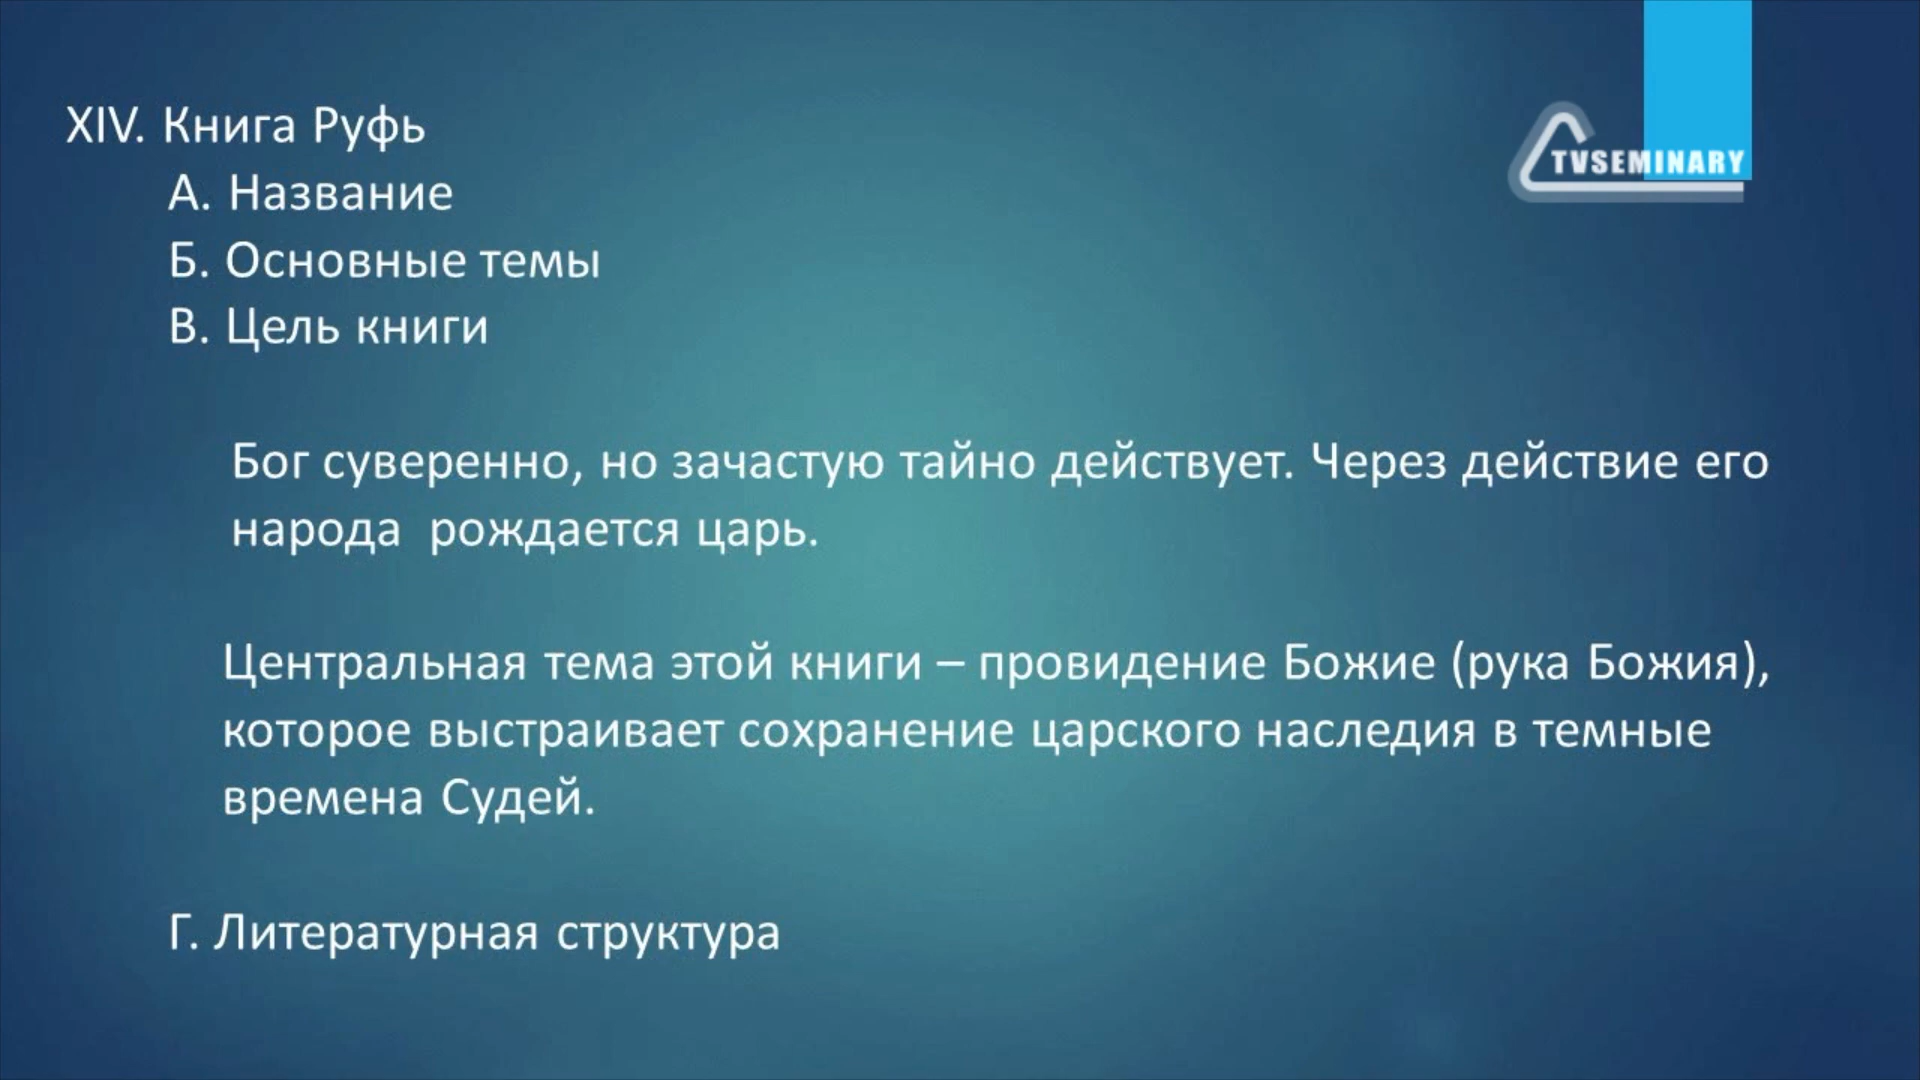 XIV. Книга Руфь
TVSEMINARY
А. Название
Б. Основные темы
В. Цель книги
Бог суверенно, но зачастую тайно действует. Через действие его
народа  рождается царь.
Центральная тема этой книги – провидение Божие (рука Божия),
которое выстраивает сохранение царского наследия в темные
времена Судей.
Г. Литературная структура